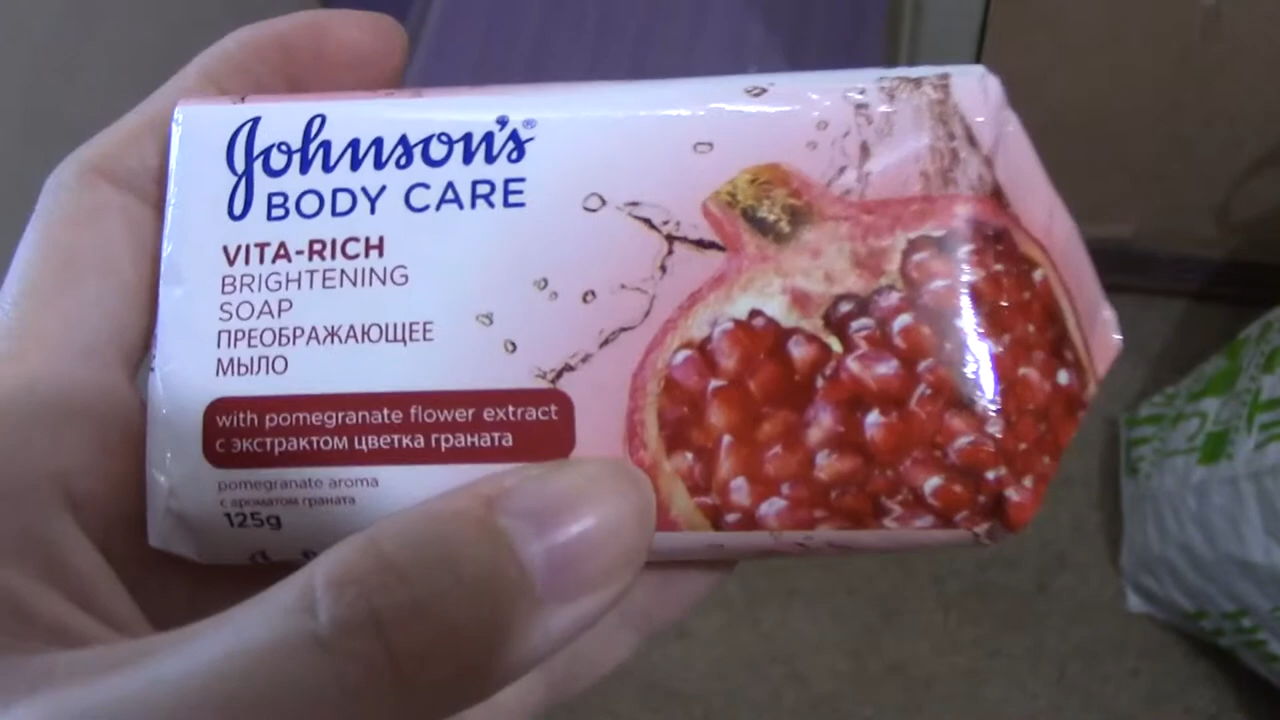 Johnson's®
BODY CARE
VITA-RICH
BRIGHTENING
SOAP
ПРЕОБРАЖАЮЩЕЕ
МЫЛО
with pomegranate flower extract
с экстрактом цветка граната
pomegranate aroma
с ароматом граната
125g